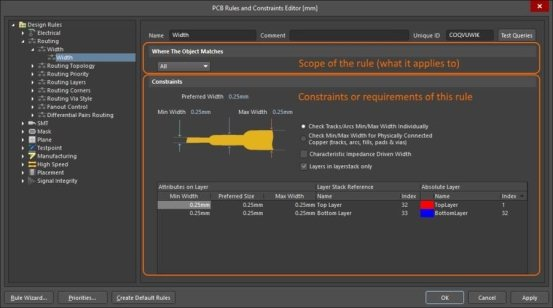 PCB Rules and Constraints Editor [mm]
Design Rules
Electrical
Routing
Width
Width
Routing Topology
Routing Priority
Routing Layers
Routing Corners
Routing Via Style
Fanout Control
Differential Pairs Routing
SMT
Mask
Plane
Testpoint
Manufacturing
High Speed
Placement
Signal Integrity
Name Width Comment Unique ID COQVUWIK Test Queries
Where The Object Matches
All
Scope of the rule (what it applies to)
Constraints
Constraints or requirements of this rule
Preferred Width 0.25mm
Min Width 0.25mm Max Width 0.25mm
Check Tracks/Arcs Min/Max Width Individually
Check Min/Max Width for Physically Connected
Copper (tracks, arcs, fills, pads & vias)
Characteristic Impedance Driven Width
Layers in layerstack only
Attributes on Layer Layer Stack Reference Absolute Layer
Min Width Preferred Size Max Width Name Index Name Index
0.25mm 0.25mm 0.25mm Top Layer 32 TopLayer 1
0.25mm 0.25mm 0.25mm Bottom Layer 33 BottomLayer 32
Rule Wizard... Priorities... Create Default Rules OK Cancel Apply